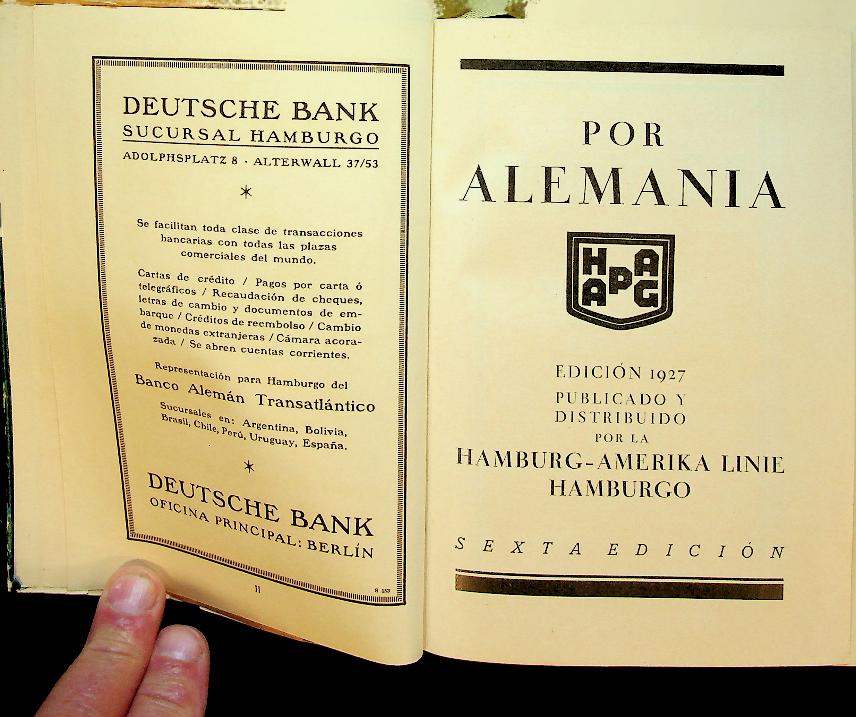 DEUTSCHE BANK
SUCURSAL HAMBURGO
ADOLPHSPLATZ 8 · ALTERWALL 37/53
Se facilitan toda clase de transacciones
bancarias con todas las plazas
comerciales del mundo.
Cartas de crédito / Pagos por carta ó
telegráficos / Recaudación de cheques,
letras de cambio y documentos de em-
barque / Créditos de reembolso / Cambio
de monedas extranjeras / Cámara acora-
zada / Se abren cuentas corrientes.
Representación para Hamburgo del
Banco Alemán Transatlántico
Sucursales en: Argentina, Bolivia,
Brasil, Chile, Perú, Uruguay, España.
DEUTSCHE BANK
OFICINA PRINCIPAL: BERLÍN
11
POR
ALEMANIA
HAPAG
EDICIÓN 1927
PUBLICADO Y
DISTRIBUIDO
POR LA
HAMBURG-AMERIKA LINIE
HAMBURGO
SEXTA EDICIÓN